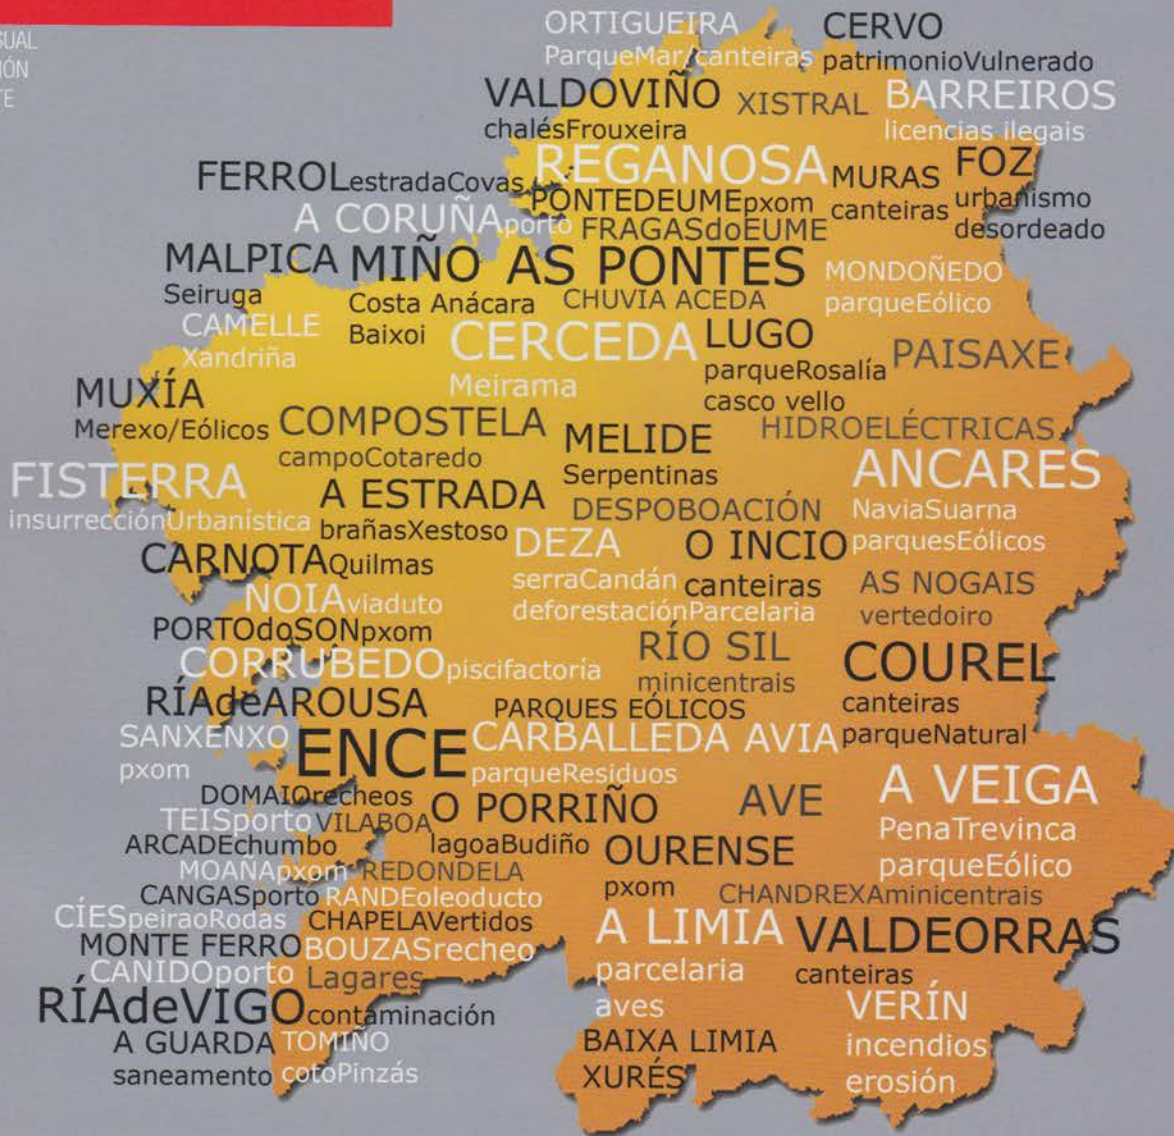 SUAL
IÓN
TE
ORTIGUEIRA
ParqueMar/canteiras
CERVO
patrimonioVulnerado
VALDOVIÑO
chalésFrouxeira
XISTRAL
BARREIROS
licencias ilegais
REGANOSA
FERROLestradaCovas
PONTEDEUMEpxom
MURAS
canteiras
FOZ
urbanismo
desordeado
A CORUÑAporto
FRAGASdoEUME
MALPICA
Seiruga
MIÑO
Costa Anácara
Baixoi
AS PONTES
CHUVIA ACEDA
MONDOÑEDO
parqueEólico
CAMELLE
Xandriña
CERCEDA
Meirama
LUGO
parqueRosalía
casco vello
PAISAXE
MUXÍA
Merexo/Eólicos
COMPOSTELA
campoCotaredo
MELIDE
Serpentinas
HIDROELÉCTRICAS
FISTERRA
insurrecciónUrbanística
A ESTRADA
brañasXestoso
DESPOBOACIÓN
ANCARES
NaviaSuarna
parquesEólicos
CARNOTAQuilmas
DEZA
serraCandán
deforestaciónParcelaria
O INCIO
canteiras
AS NOGAIS
vertedoiro
NOIAviaduto
PORTOdoSONpxom
CORRUBEDOpiscifactoría
RÍO SIL
minicentrais
COUREL
canteiras
parqueNatural
RÍAdeAROUSA
PARQUES EÓLICOS
SANXENXO
pxom
ENCE
CARBALLEDA AVIA
parqueResiduos
DOMAIOrecheos
TEISporto
VILABOA
O PORRIÑO
lagoaBudiño
AVE
A VEIGA
PenaTrevinca
parqueEólico
ARCADEchumbo
MOAÑApxom
REDONDELA
OURENSE
pxom
CANGASporto
RANDEoleoducto
CHANDREXAminicentrais
CÍESpeiraoRodas
CHAPELAVertidos
MONTE FERRO
BOUZASrecheo
A LIMIA
parcelaria
aves
VALDEORRAS
canteiras
CANIDOporto
Lagares
RÍAdeVIGOcontaminación
VERÍN
incendios
erosión
A GUARDA
saneamento
TOMIÑO
cotoPinzás
BAIXA LIMIA
XURÉS